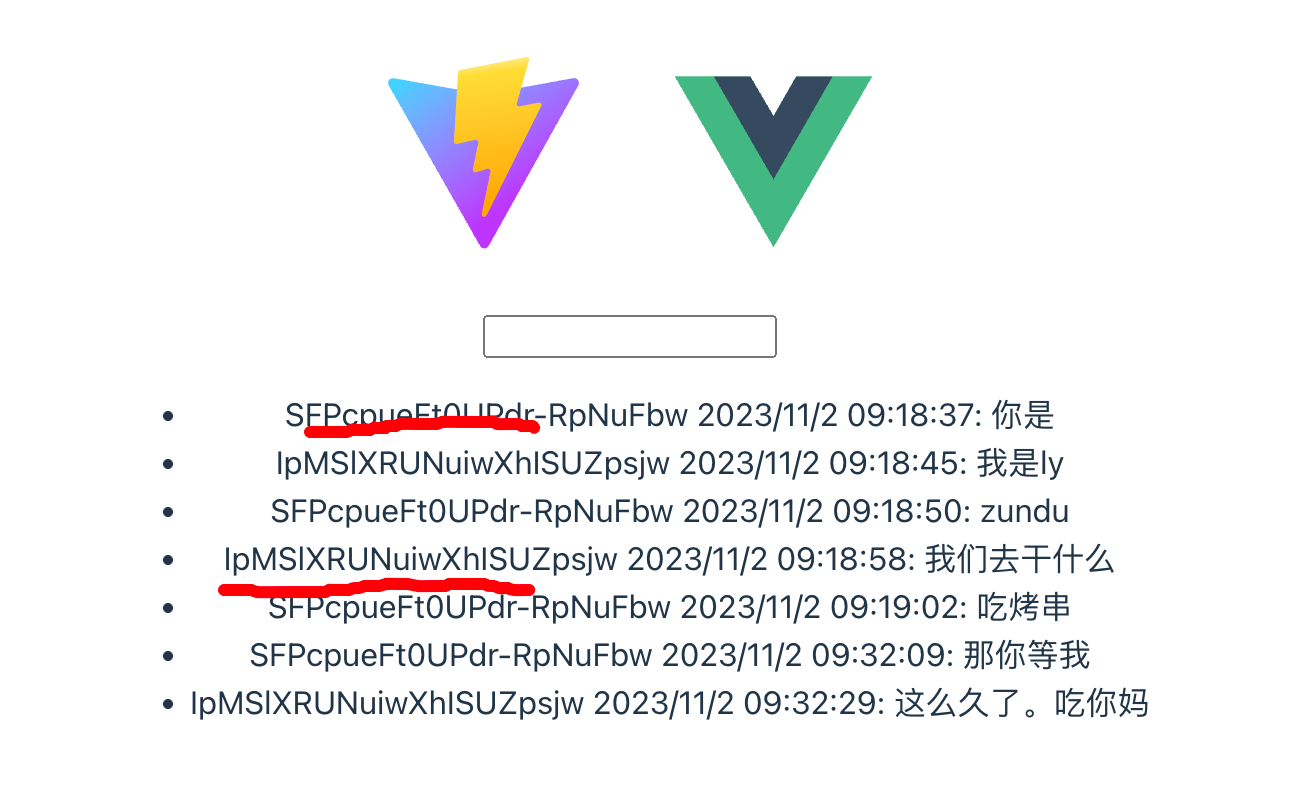 SFPcpueFt0UPdr-RpNuFbw 2023/11/2 09:18:37: 你是
IpMSlXRUNuiwXhISUZpsjw 2023/11/2 09:18:45: 我是ly
SFPcpueFt0UPdr-RpNuFbw 2023/11/2 09:18:50: zundu
IpMSlXRUNuiwXhISUZpsjw 2023/11/2 09:18:58: 我们去干什么
SFPcpueFt0UPdr-RpNuFbw 2023/11/2 09:19:02: 吃烤串
SFPcpueFt0UPdr-RpNuFbw 2023/11/2 09:32:09: 那你等我
IpMSlXRUNuiwXhISUZpsjw 2023/11/2 09:32:29: 这么久了。吃你妈